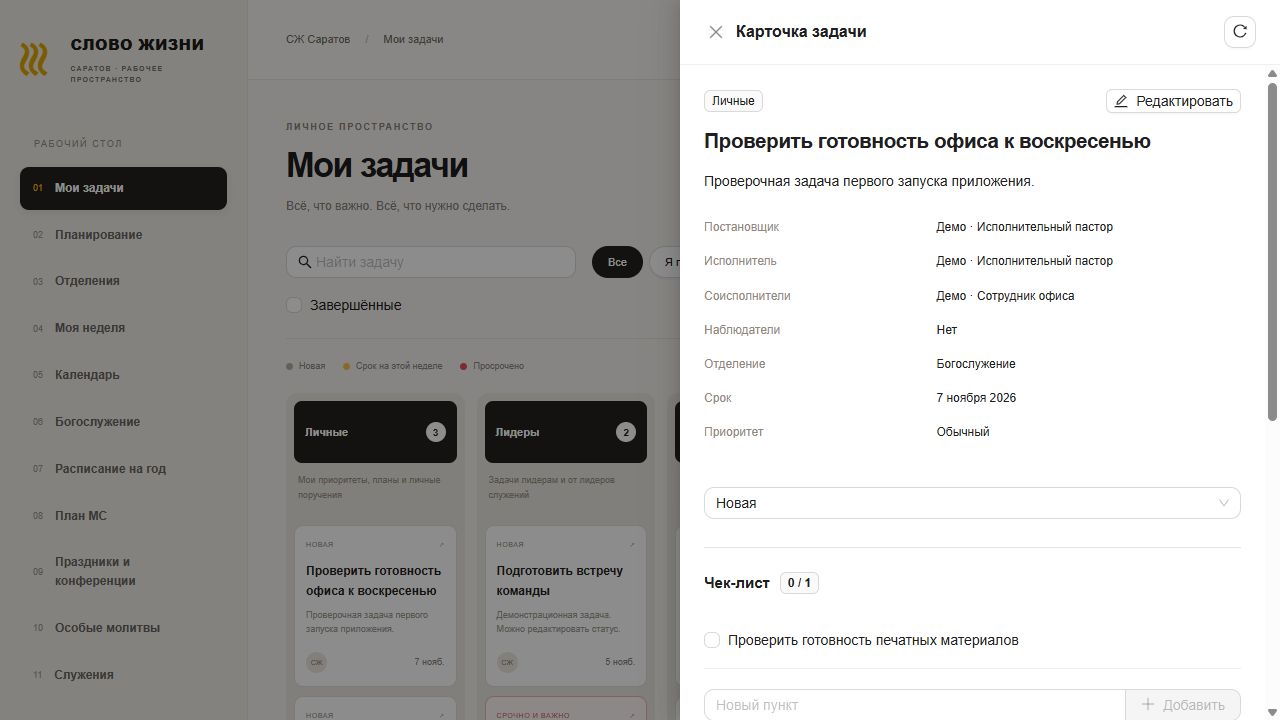 слово жизни
САРАТОВ · РАБОЧЕЕ
ПРОСТРАНСТВО
РАБОЧИЙ СТОЛ
01 Мои задачи
02 Планирование
03 Отделения
04 Моя неделя
05 Календарь
06 Богослужение
07 Расписание на год
08 План МС
09 Праздники и
конференции
10 Особые молитвы
11 Служения
СЖ Саратов / Мои задачи
ЛИЧНОЕ ПРОСТРАНСТВО
Мои задачи
Всё, что важно. Всё, что нужно сделать.
Найти задачу
Все
Я п
Завершённые
Новая
Срок на этой неделе
Просрочено
Личные 3
Мои приоритеты, планы и личные
поручения
НОВАЯ
Проверить готовность
офиса к воскресенью
Проверочная задача первого
запуска приложения.
СЖ 7 нояб.
НОВАЯ
Лидеры 2
Задачи лидерам и от лидеров
служений
НОВАЯ
Подготовить встречу
команды
Демонстрационная задача.
Можно редактировать статус.
СЖ 5 нояб.
СРОЧНО И ВАЖНО
Карточка задачи
Личные
Редактировать
Проверить готовность офиса к воскресенью
Проверочная задача первого запуска приложения.
Постановщик Демо · Исполнительный пастор
Исполнитель Демо · Исполнительный пастор
Соисполнители Демо · Сотрудник офиса
Наблюдатели Нет
Отделение Богослужение
Срок 7 ноября 2026
Приоритет Обычный
Новая
Чек-лист 0 / 1
Проверить готовность печатных материалов
Новый пункт
Добавить